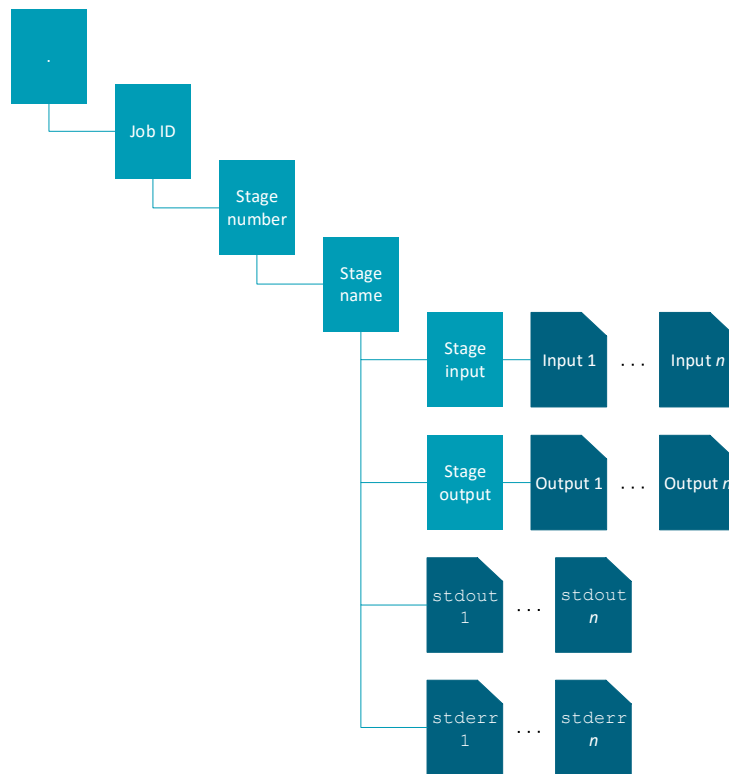 .
Job ID
Stage
number
Stage
name
Stage
input
Input 1
. . .
Input n
Stage
output
Output 1
. . .
Output n
stdout
1
. . .
stdout
n
stderr
1
. . .
stderr
n